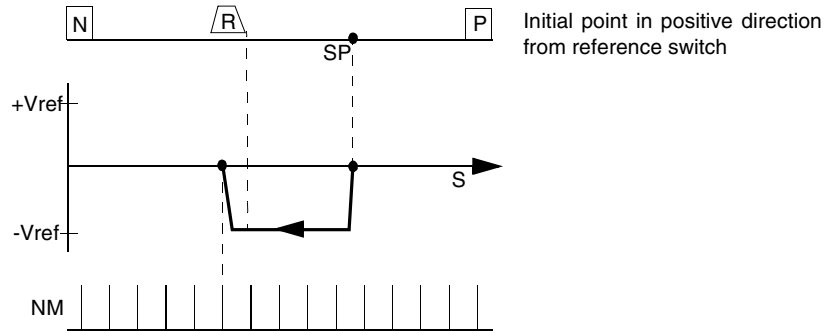 N
R
P
SP
Initial point in positive direction
from reference switch
+Vref
S
-Vref
NM